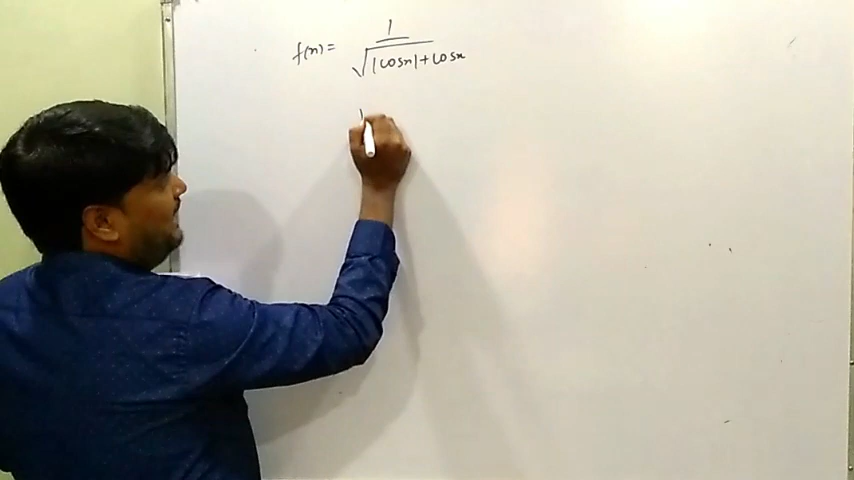 f(x) = 1 / √(|cosx| + cosx)